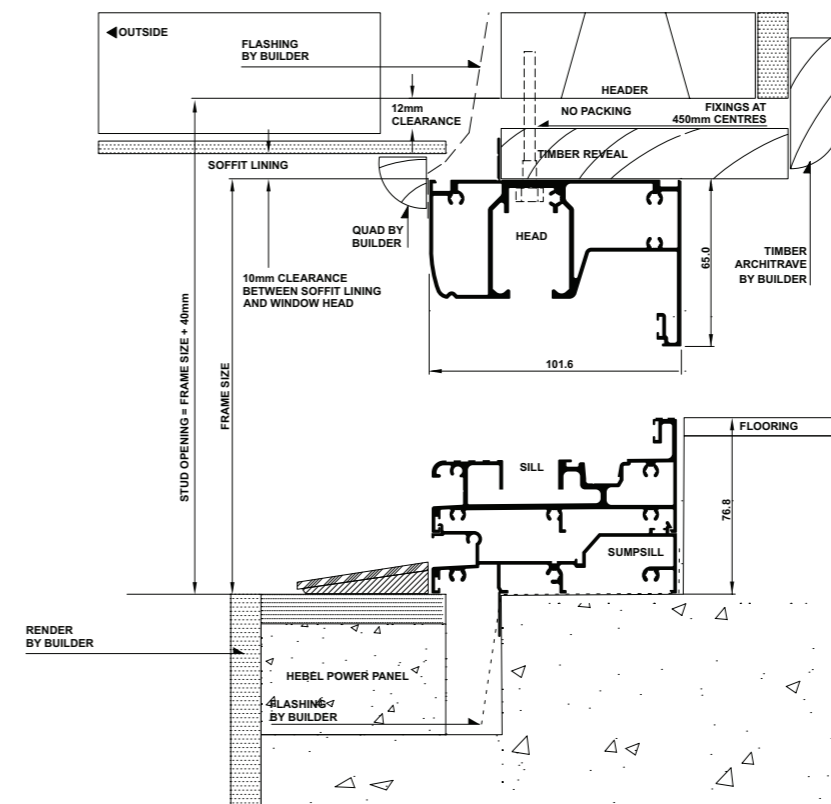 OUTSIDE
FLASHING
BY BUILDER
HEADER
12mm
CLEARANCE
NO PACKING
FIXINGS AT
450mm CENTRES
SOFFIT LINING
TIMBER REVEAL
QUAD BY
BUILDER
HEAD
65.0
TIMBER
ARCHITRAVE
BY BUILDER
10mm CLEARANCE
BETWEEN SOFFIT LINING
AND WINDOW HEAD
STUD OPENING = FRAME SIZE + 40mm
FRAME SIZE
101.6
FLOORING
SILL
76.8
SUMPSILL
RENDER
BY BUILDER
HEBEL POWER PANEL
FLASHING
BY BUILDER